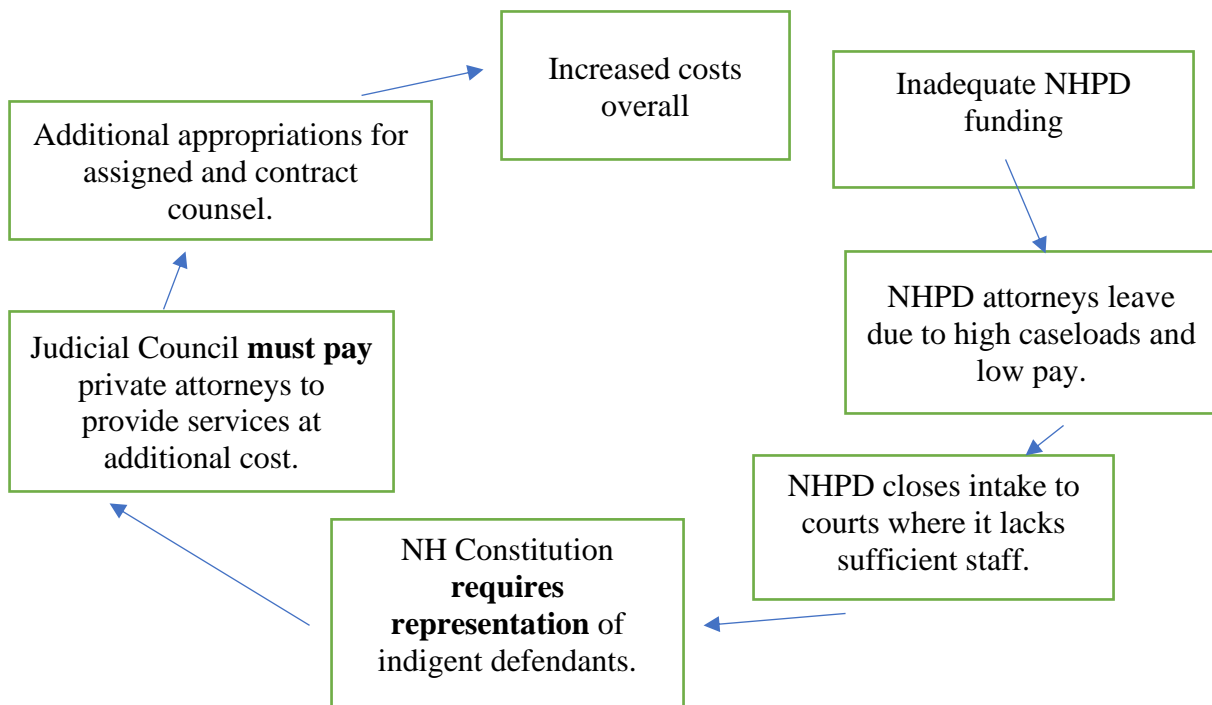 Inadequate NHPD
funding
NHPD attorneys leave
due to high caseloads and
low pay.
NHPD closes intake to
courts where it lacks
sufficient staff.
NH Constitution
requires
representation of
indigent defendants.
Judicial Council must pay
private attorneys to
provide services at
additional cost.
Additional appropriations for
assigned and contract
counsel.
Increased costs
overall